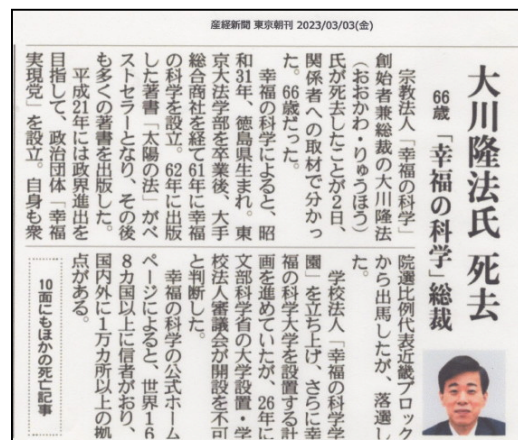 産経新聞 東京朝刊 2023/03/03(金)
大川隆法氏 死去
66歳 「幸福の科学」総裁
宗教法人「幸福の科学」
創始者兼総裁の大川隆法
(おおかわ・りゅうほう)
氏が死去したことが2日、
関係者への取材で分かっ
た。66歳だった。
幸福の科学によると、昭
和31年、徳島県生まれ。東
京大法学部を卒業後、大手
総合商社を経て61年に幸福
の科学を設立。62年に出版
した著書「太陽の法」がベ
ストセラーとなり、その後
も多くの著書を出版した。
平成21年には政界進出を
目指して、政治団体「幸福
実現党」を設立。自身も衆
院選比例代表近畿ブロック
から出馬したが、落選し
た。
学校法人「幸福の科学学
園」を立ち上げ、さらに幸
福の科学大学を設置する計
画を進めていたが、26年に
文部科学省の大学設置・学
校法人審議会が開設を不可
と判断した。
幸福の科学の公式ホーム
ページによると、世界16
8カ国以上に信者がおり、
国内外に1万カ所以上の拠
点がある。
10面にもほかの死亡記事